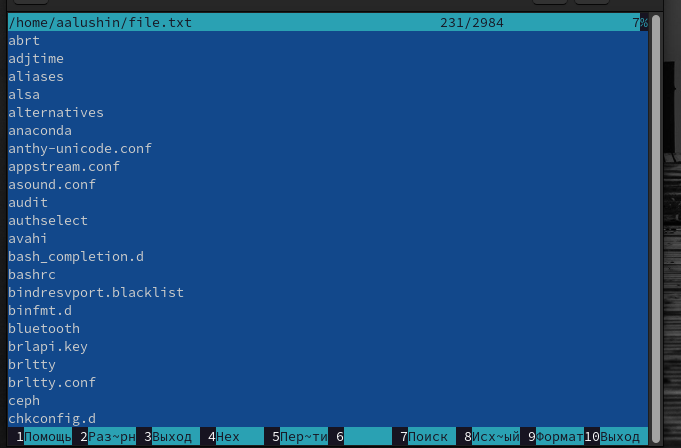 /home/aalushin/file.txt 231/2984 7%
abrt
adjtime
aliases
alsa
alternatives
anaconda
anthy-unicode.conf
appstream.conf
asound.conf
audit
authselect
avahi
bash_completion.d
bashrc
bindresvport.blacklist
binfmt.d
bluetooth
brlapi.key
brltty
brltty.conf
ceph
chkconfig.d
1Помощь 2Раз~рн 3Выход 4Hex 5Пер~ти 6 7Поиск 8Исх~ый 9Формат 10Выход